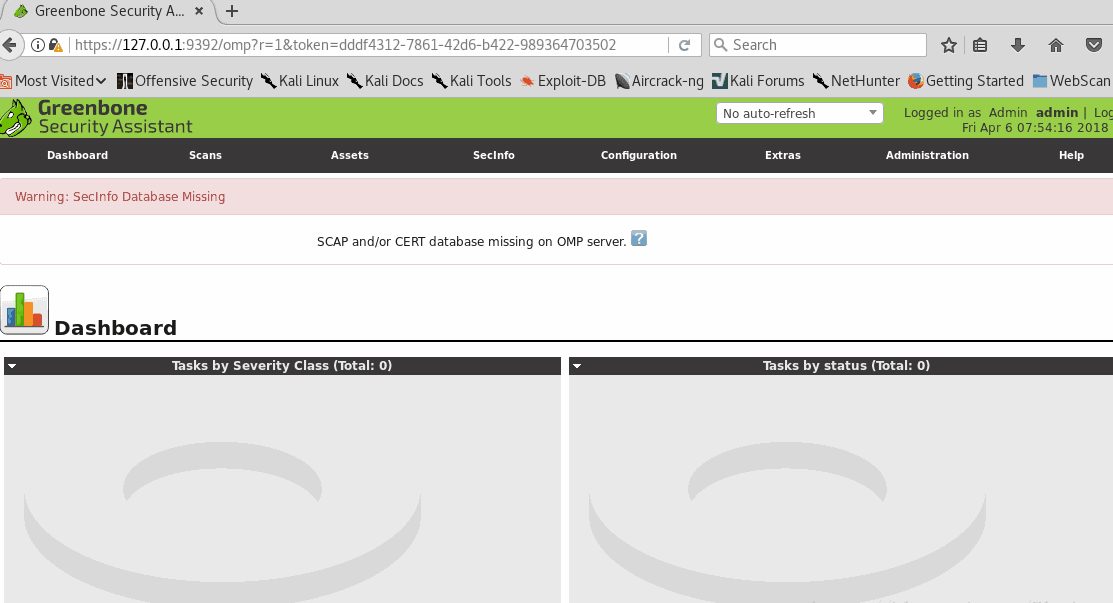 Greenbone Security A...
https://127.0.0.1:9392/omp?r=1&token=dddf4312-7861-42d6-b422-989364703502
Search
Most Visited Offensive Security Kali Linux Kali Docs Kali Tools Exploit-DB Aircrack-ng Kali Forums NetHunter Getting Started WebScan
Greenbone
Security Assistant
No auto-refresh
Logged in as Admin admin | Log
Fri Apr 6 07:54:16 2018
Dashboard Scans Assets SecInfo Configuration Extras Administration Help
Warning: SecInfo Database Missing
SCAP and/or CERT database missing on OMP server.
Dashboard
Tasks by Severity Class (Total: 0)
Tasks by status (Total: 0)